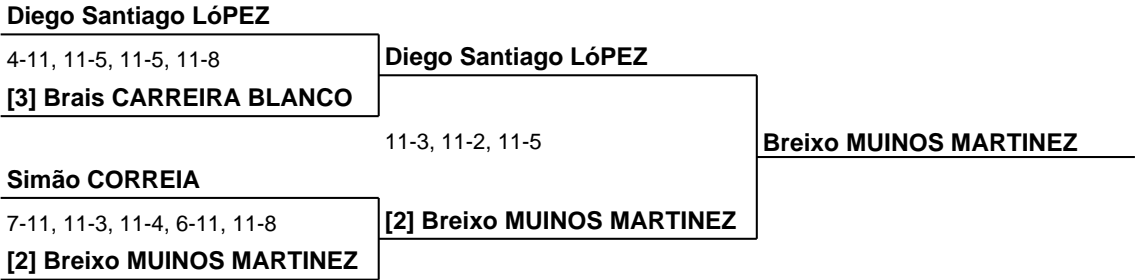 Diego Santiago LóPEZ
4-11, 11-5, 11-5, 11-8
Diego Santiago LóPEZ
[3] Brais CARREIRA BLANCO
11-3, 11-2, 11-5
Breixo MUINOS MARTINEZ
Simão CORREIA
7-11, 11-3, 11-4, 6-11, 11-8
[2] Breixo MUINOS MARTINEZ
[2] Breixo MUINOS MARTINEZ